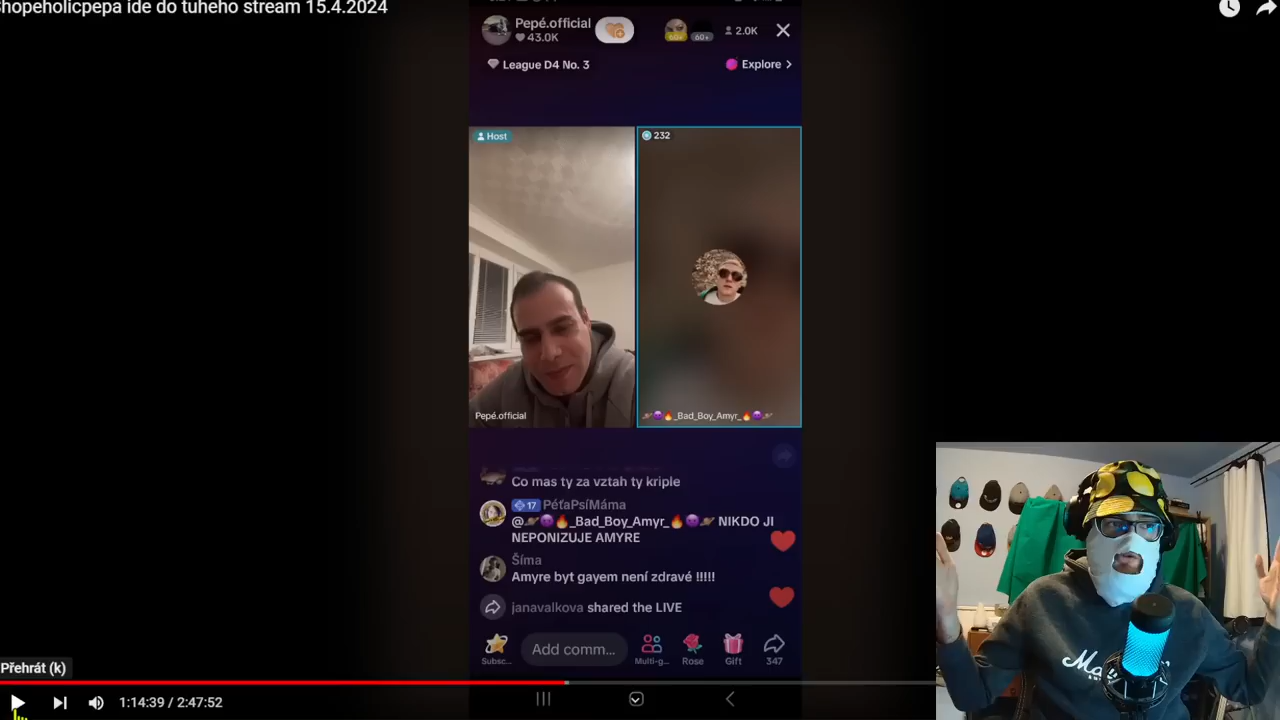 hopeholicpepa ide do tuheho stream 15.4.2024
Pepé.official
43.0K
60+
60+
2.0K
League D4 No. 3
Explore
Host
232
Pepé.official
_Bad_Boy_Amyr_
Co mas ty za vztah ty kriple
17 PéťaPsíMáma
@🪐😈🔥_Bad_Boy_Amyr_🔥😈🪐 NIKDO JI
NEPONIZUJE AMYRE
Šíma
Amyre byt gayem není zdravé !!!!!
janavalkova shared the LIVE
Subsc...
Add comm...
Multi-g...
Rose
Gift
347
Přehrát (k)
1:14:39 / 2:47:52